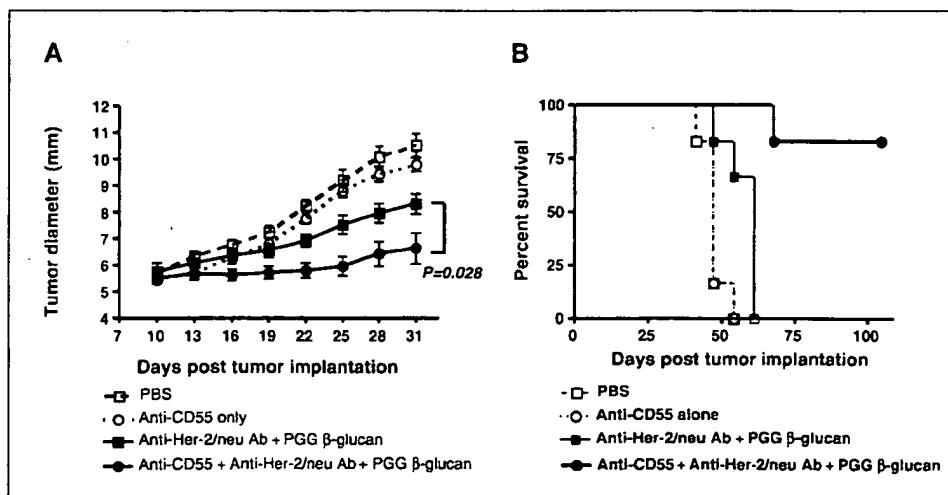 A
B
Tumor diameter (mm)
12
11
10
9
8
7
6
5
4
P=0.028
7 10 13 16 19 22 25 28 31
Days post tumor implantation
PBS
Anti-CD55 only
Anti-Her-2/neu Ab + PGG β-glucan
Anti-CD55 + Anti-Her-2/neu Ab + PGG β-glucan
Percent survival
100
75
50
25
0
0 25 50 75 100
Days post tumor implantation
PBS
Anti-CD55 alone
Anti-Her-2/neu Ab + PGG β-glucan
Anti-CD55 + Anti-Her-2/neu Ab + PGG β-glucan